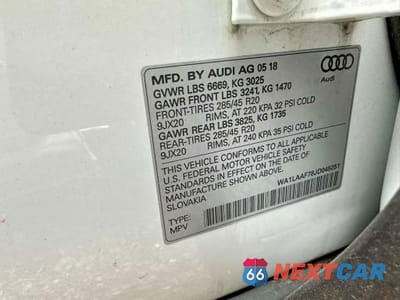 MFD. BY AUDI AG 05 18
GVWR LBS 6669, KG 3025
GAWR FRONT LBS 3241, KG 1470
FRONT-TIRES 285/45 R20
9JX20 RIMS, AT 220 KPA 32 PSI COLD
GAWR REAR LBS 3825, KG 1735
REAR-TIRES 285/45 R20
9JX20 RIMS, AT 240 KPA 35 PSI COLD
THIS VEHICLE CONFORMS TO ALL
APPLICABLE FEDERAL MOTOR VEHICLE
SAFETY STANDARDS IN EFFECT ON THE
DATE OF MANUFACTURE SHOWN ABOVE.
SLOVAKIA
WA1LAAF78JD045051
TYPE:
MPV
Audi
66 NEXTCAR